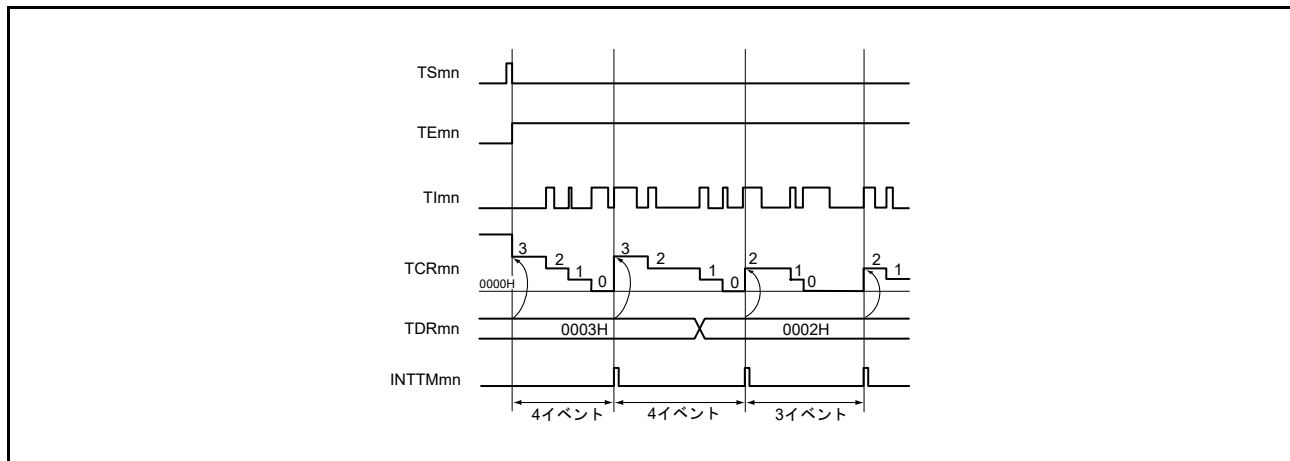 TSmn
TEmn
TImn
3 2 1 0 3 2 1 0 2 1 0 2 1
TCRmn
0000H
TDRmn 0003H 0002H
INTTMmn
4イベント 4イベント 3イベント